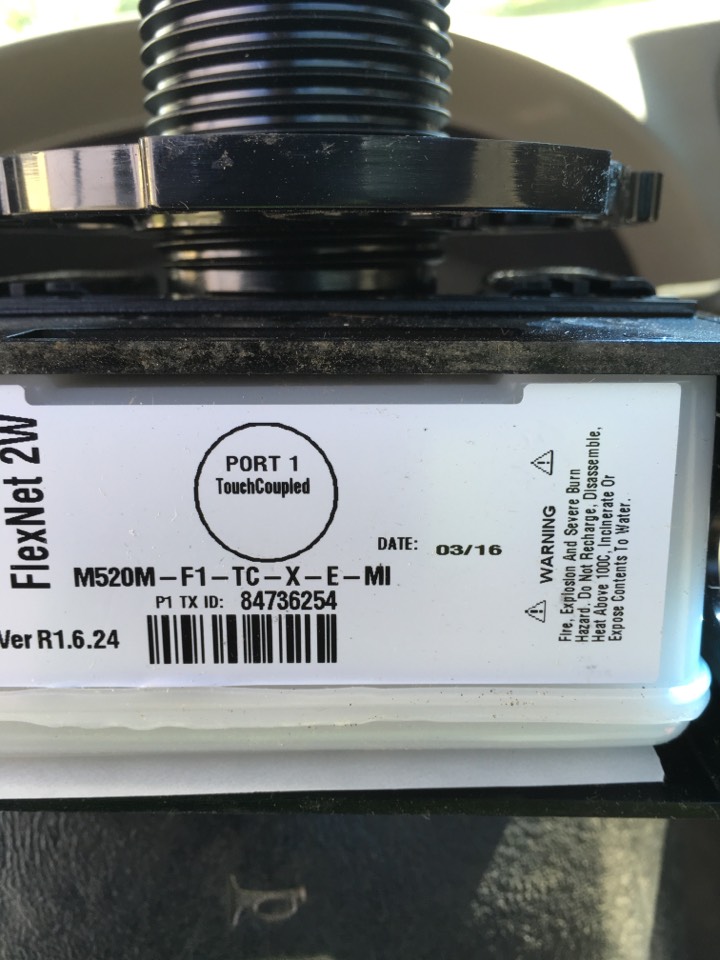 FlexNet 2W
PORT 1
TouchCoupled
DATE: 03/16
M520M-F1-TC-X-E-MI
P1 TX ID: 84736254
Ver R1.6.24
WARNING
Fire, Explosion And Severe Burn
Hazard. Do Not Recharge, Disassemble,
Heat Above 100C, Incinerate Or
Expose Contents To Water.